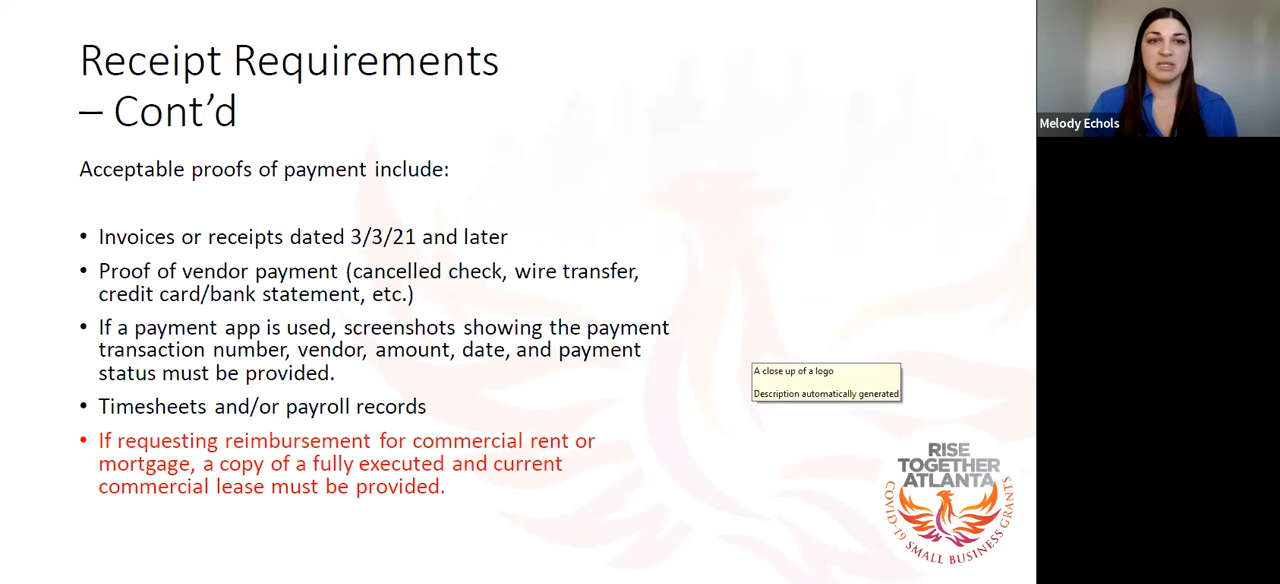 Receipt Requirements
– Cont’d
Acceptable proofs of payment include:
• Invoices or receipts dated 3/3/21 and later
• Proof of vendor payment (cancelled check, wire transfer,
credit card/bank statement, etc.)
• If a payment app is used, screenshots showing the payment
transaction number, vendor, amount, date, and payment
status must be provided.
• Timesheets and/or payroll records
• If requesting reimbursement for commercial rent or
mortgage, a copy of a fully executed and current
commercial lease must be provided.
A close up of a logo
Description automatically generated
RISE
TOGETHER
ATLANTA
COVID-19 SMALL BUSINESS GRANTS
Melody Echols